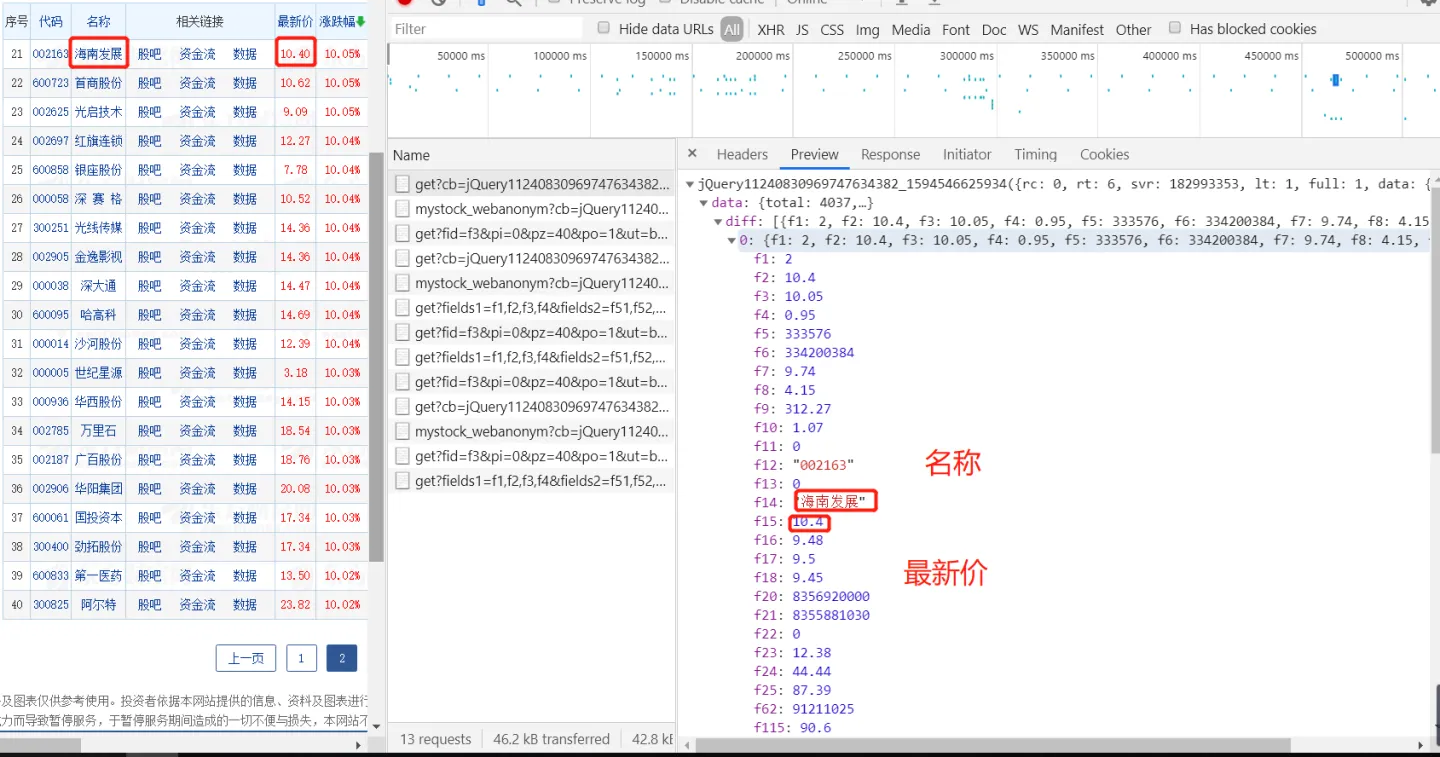 序号 代码 名称 相关链接 最新价 涨跌幅
21 002163 海南发展 股吧 资金流 数据 10.40 10.05%
22 600723 首商股份 股吧 资金流 数据 10.62 10.05%
23 002625 光启技术 股吧 资金流 数据 9.09 10.05%
24 002697 红旗连锁 股吧 资金流 数据 12.27 10.04%
25 600858 银座股份 股吧 资金流 数据 7.78 10.04%
26 000058 深 赛 格 股吧 资金流 数据 10.52 10.04%
27 300251 光线传媒 股吧 资金流 数据 14.36 10.04%
28 002905 金逸影视 股吧 资金流 数据 14.36 10.04%
29 000038 深大通 股吧 资金流 数据 14.47 10.04%
30 600095 哈高科 股吧 资金流 数据 14.69 10.04%
31 000014 沙河股份 股吧 资金流 数据 12.39 10.04%
32 000005 世纪星源 股吧 资金流 数据 3.18 10.03%
33 000936 华西股份 股吧 资金流 数据 14.15 10.03%
34 002785 万里石 股吧 资金流 数据 18.54 10.03%
35 002187 广百股份 股吧 资金流 数据 18.76 10.03%
36 002906 华阳集团 股吧 资金流 数据 20.08 10.03%
37 600061 国投资本 股吧 资金流 数据 17.34 10.03%
38 300400 劲拓股份 股吧 资金流 数据 17.34 10.03%
39 600833 第一医药 股吧 资金流 数据 13.50 10.02%
40 300825 阿尔特 股吧 资金流 数据 23.82 10.02%
上一页 1 2
及图表仅供参考使用。投资者依据本网站提供的信息、资料及图表进行
力而导致暂停服务，于暂停服务期间造成的一切不便与损失，本网站不
Preserve log Disable cache Online
Filter Hide data URLs All XHR JS CSS Img Media Font Doc WS Manifest Other Has blocked cookies
50000 ms 100000 ms 150000 ms 200000 ms 250000 ms 300000 ms 350000 ms 400000 ms 450000 ms 500000 ms
Name
get?cb=jQuery11240830969747634382...
mystock_webanonym?cb=jQuery11240...
get?fid=f3&pi=0&pz=40&po=1&ut=b...
get?cb=jQuery11240830969747634382...
mystock_webanonym?cb=jQuery11240...
get?fields1=f1,f2,f3,f4&fields2=f51,f52,...
get?fid=f3&pi=0&pz=40&po=1&ut=b...
get?fields1=f1,f2,f3,f4&fields2=f51,f52,...
get?fid=f3&pi=0&pz=40&po=1&ut=b...
get?cb=jQuery11240830969747634382...
mystock_webanonym?cb=jQuery11240...
get?fid=f3&pi=0&pz=40&po=1&ut=b...
get?fields1=f1,f2,f3,f4&fields2=f51,f52,...
13 requests 46.2 kB transferred 42.8 kB
Headers Preview Response Initiator Timing Cookies
jQuery11240830969747634382_1594546625934({rc: 0, rt: 6, svr: 182993353, lt: 1, full: 1, data: {
data: {total: 4037,…}
diff: [{f1: 2, f2: 10.4, f3: 10.05, f4: 0.95, f5: 333576, f6: 334200384, f7: 9.74, f8: 4.15
0: {f1: 2, f2: 10.4, f3: 10.05, f4: 0.95, f5: 333576, f6: 334200384, f7: 9.74, f8: 4.15,
f1: 2
f2: 10.4
f3: 10.05
f4: 0.95
f5: 333576
f6: 334200384
f7: 9.74
f8: 4.15
f9: 312.27
f10: 1.07
f11: 0
f12: "002163"
名称
f13: 0
f14: "海南发展"
f15: 10.4
f16: 9.48
f17: 9.5
最新价
f18: 9.45
f20: 8356920000
f21: 8355881030
f22: 0
f23: 12.38
f24: 44.44
f25: 87.39
f62: 91211025
f115: 90.6